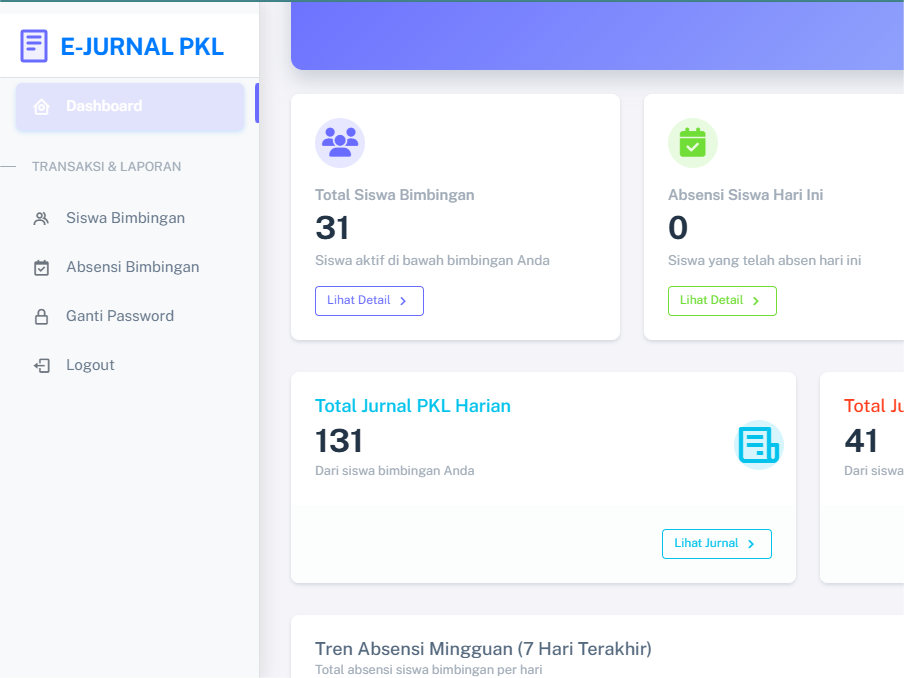 E-JURNAL PKL
Dashboard
TRANSAKSI & LAPORAN
Siswa Bimbingan
Absensi Bimbingan
Ganti Password
Logout
Total Siswa Bimbingan
31
Siswa aktif di bawah bimbingan Anda
Lihat Detail
Absensi Siswa Hari Ini
0
Siswa yang telah absen hari ini
Lihat Detail
Total Jurnal PKL Harian
131
Dari siswa bimbingan Anda
Lihat Jurnal
Total Ju
41
Dari siswa
Tren Absensi Mingguan (7 Hari Terakhir)
Total absensi siswa bimbingan per hari